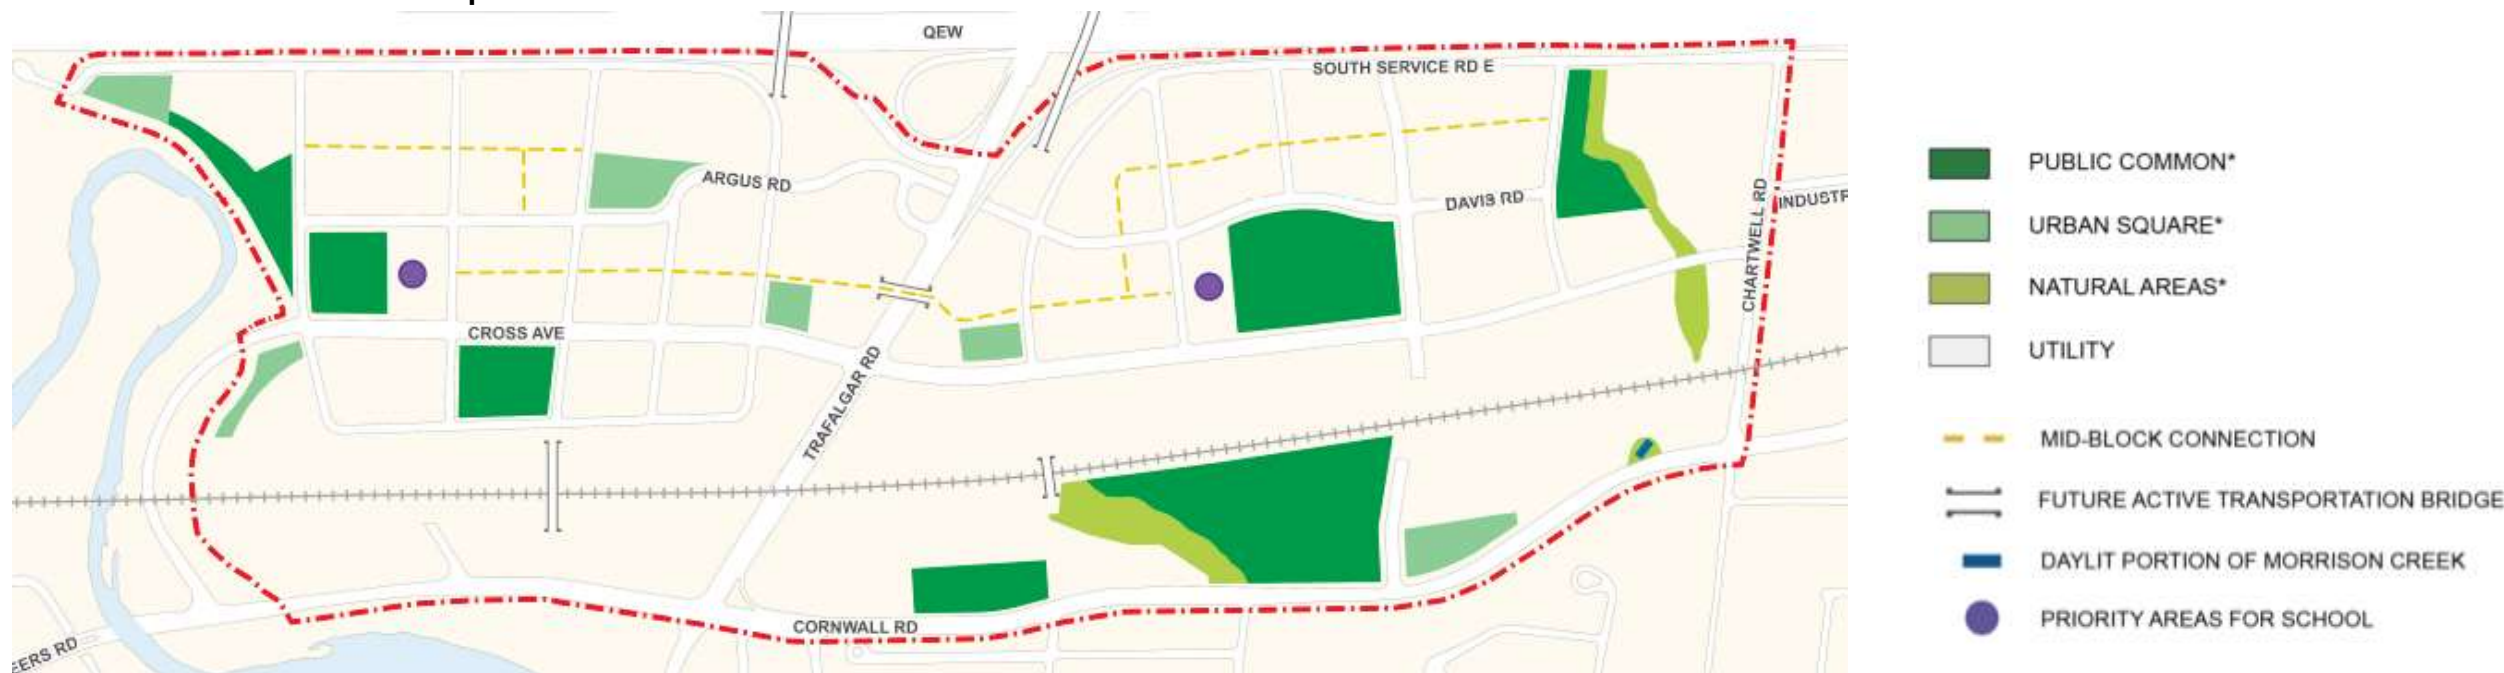 QEW
SOUTH SERVICE RD E
ARGUS RD
DAVIS RD
CHARTWELL RD
INDUSTR
CROSS AVE
TRAFALGAR RD
CORNWALL RD
EERS RD
PUBLIC COMMON*
URBAN SQUARE*
NATURAL AREAS*
UTILITY
MID-BLOCK CONNECTION
FUTURE ACTIVE TRANSPORTATION BRIDGE
DAYLIT PORTION OF MORRISON CREEK
PRIORITY AREAS FOR SCHOOL